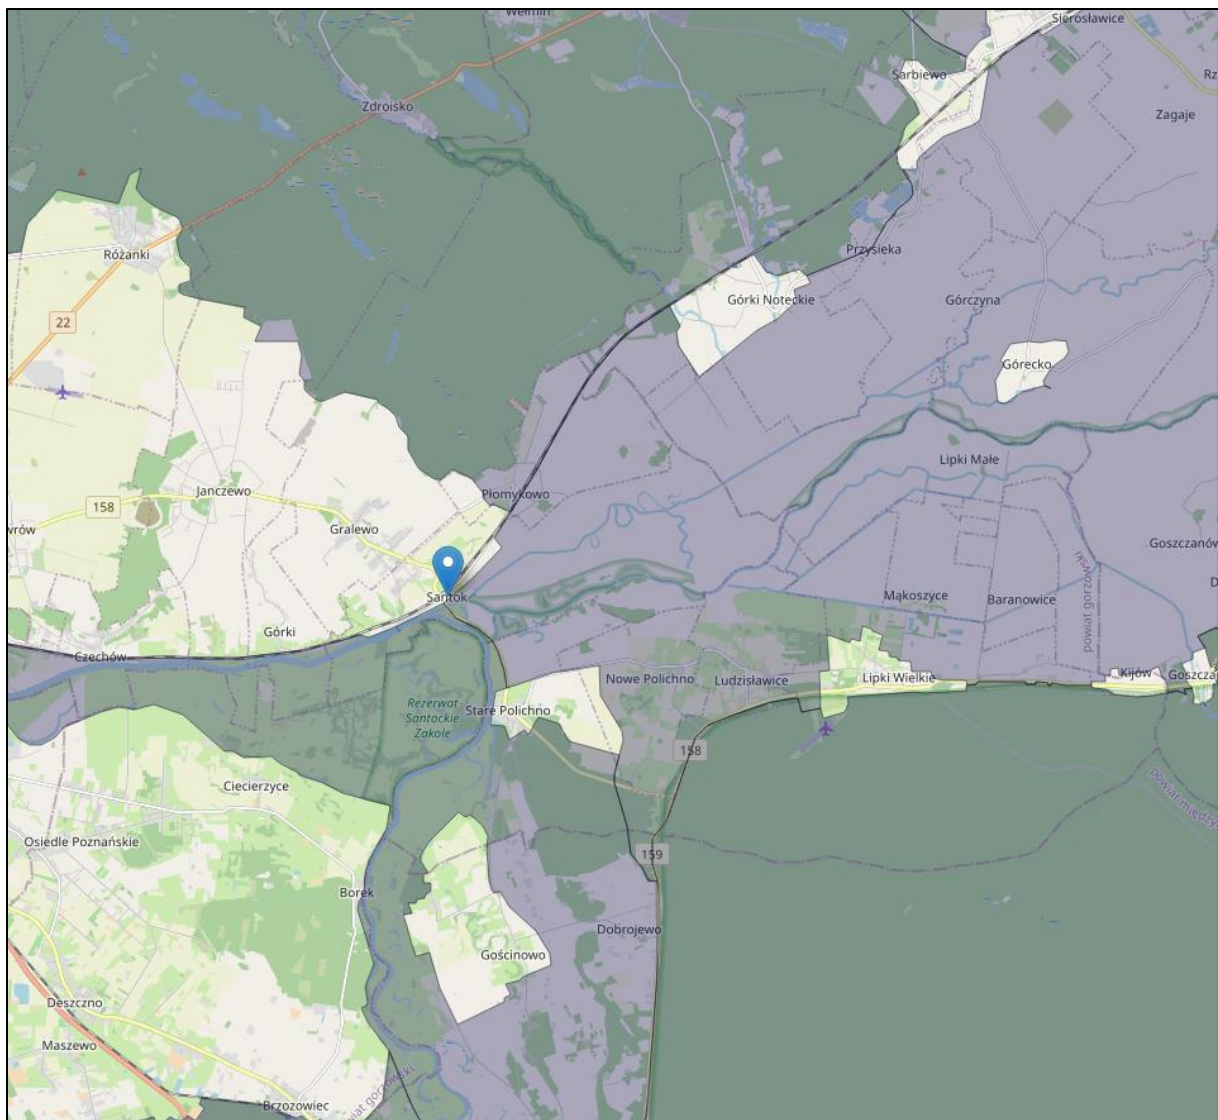 Wełmin
Sierosławice
Sarbiewo
Zdroisko
Zagaje
Różanki
Przysieka
Górki Noteckie
Górczyna
22
Górecko
Lipki Małe
Janczewo
Płomykowo
158
Gralewo
wrów
Goszczanów
powiat gorzowski
Santok
Mąkoszyce
Baranowice
Górki
Czechów
Nowe Polichno
Ludzisławice
Lipki Wielkie
Kijów
Rezerwat
Santockie
Zakole
Stare Polichno
158
Ciecierzyce
Osiedle Poznańskie
159
Borek
Dobrojewo
Gościnowo
Deszczno
Maszewo
Brzozowiec